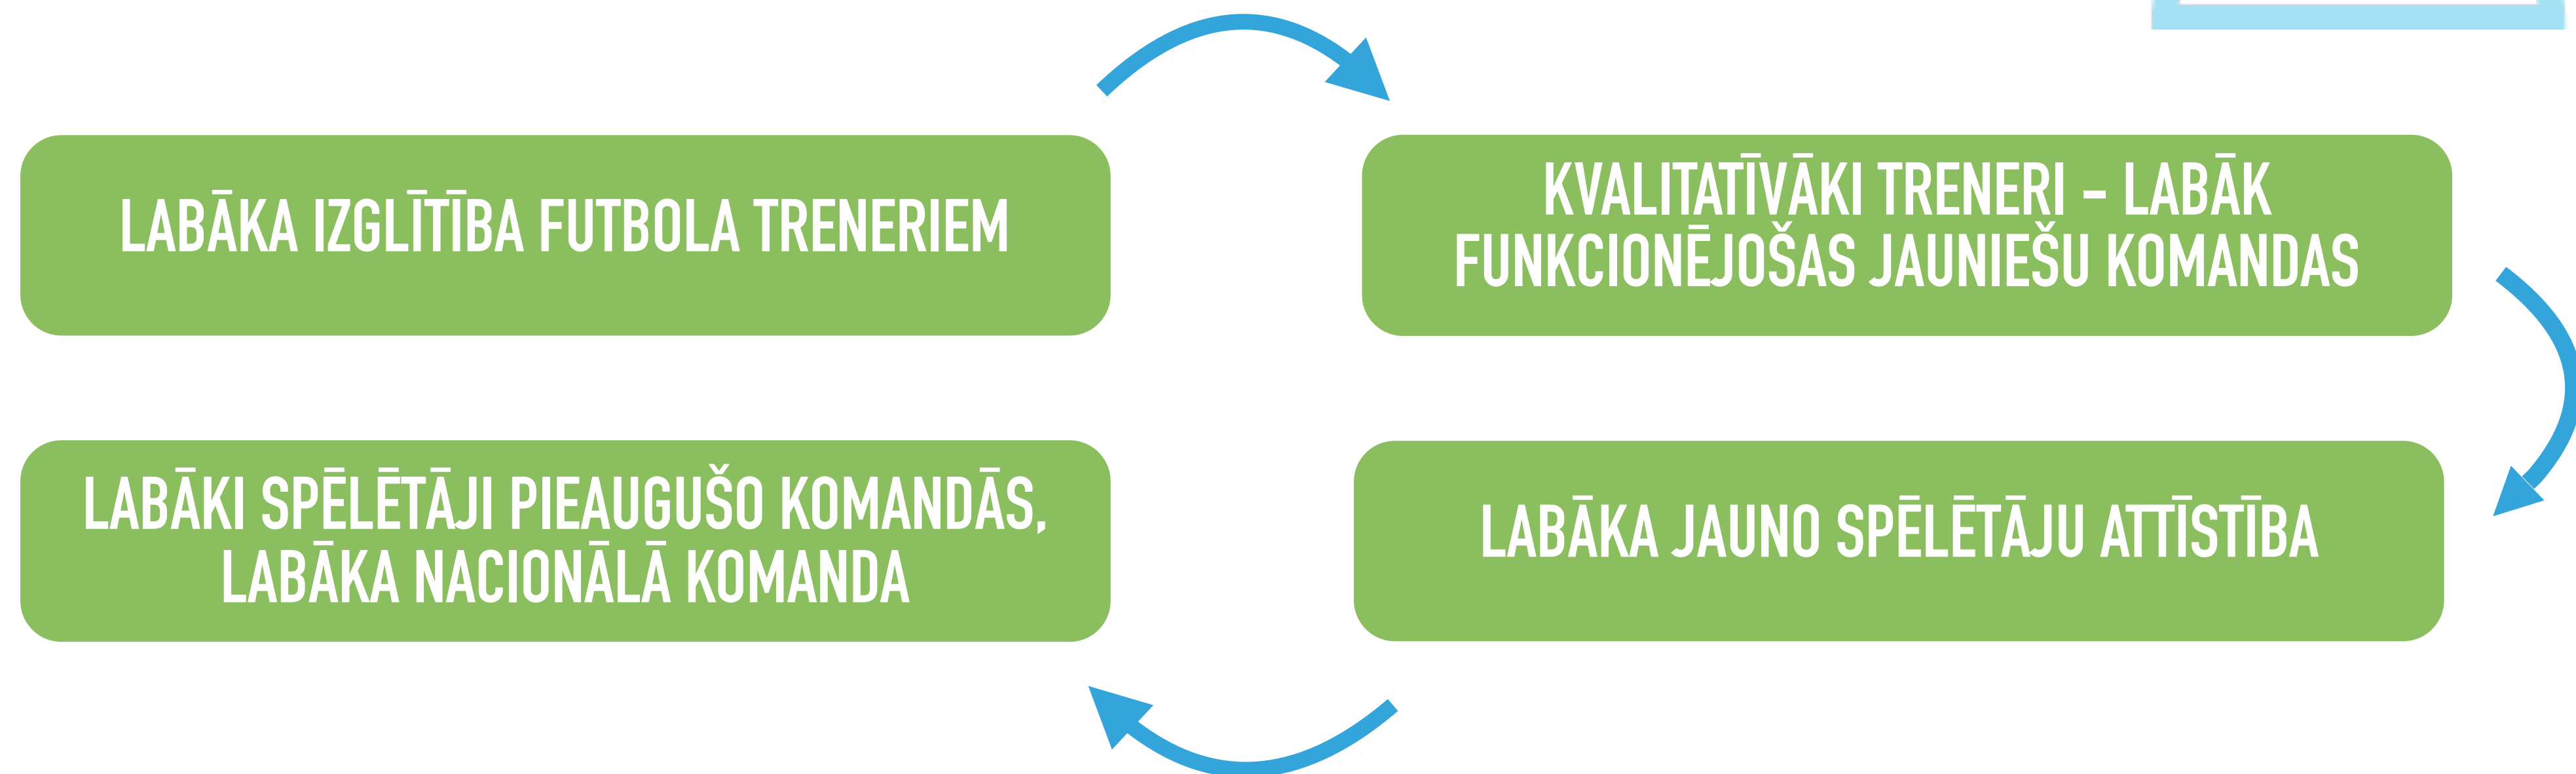 LABĀKA IZGLĪTĪBA FUTBOLA TRENERIEM
KVALITATĪVĀKI TRENERI – LABĀK
FUNKCIONĒJOŠAS JAUNIEŠU KOMANDAS
LABĀKA JAUNO SPĒLĒTĀJU ATTĪSTĪBA
LABĀKI SPĒLĒTĀJI PIEAUGUŠO KOMANDĀS,
LABĀKA NACIONĀLĀ KOMANDA